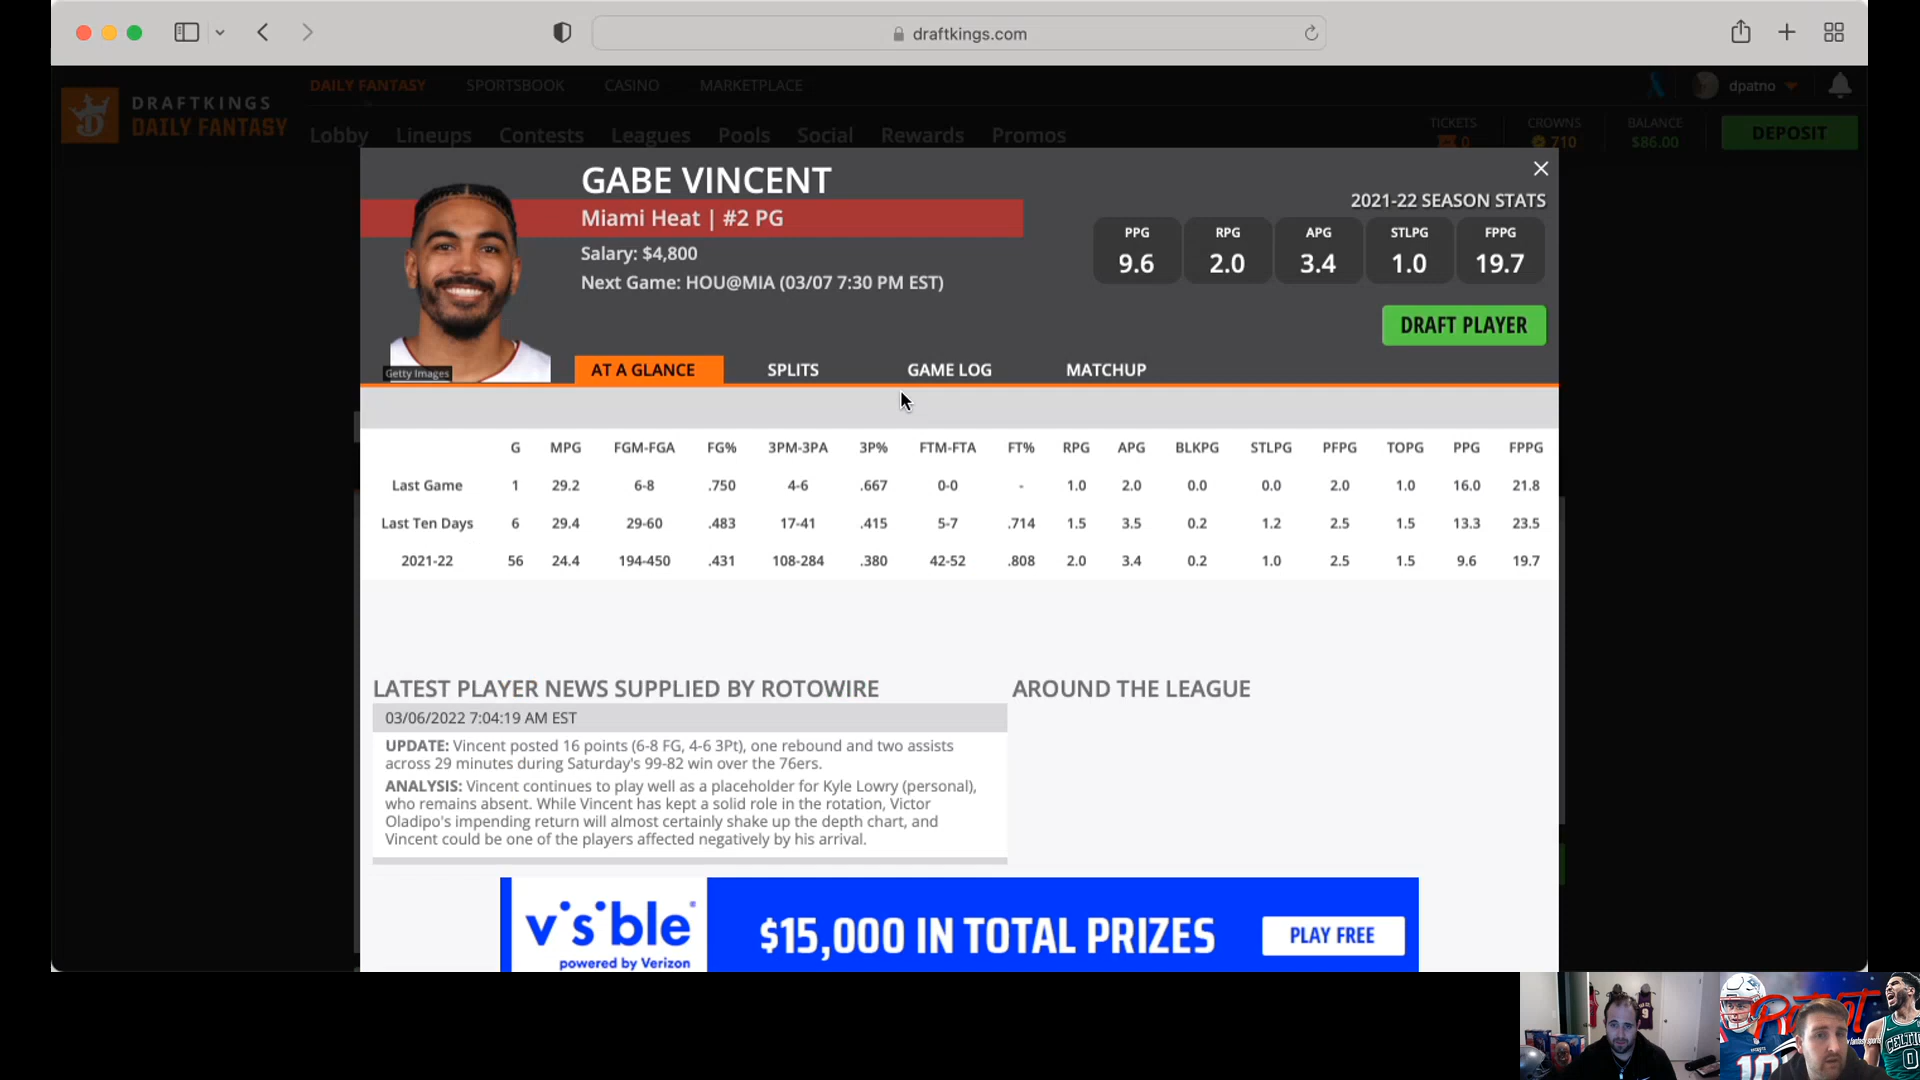 draftkings.com
DAILY FANTASY SPORTSBOOK CASINO MARKETPLACE
dpatno
DRAFTKINGS
DAILY FANTASY
Lobby Lineups Contests Leagues Pools Social Rewards Promos
TICKETS CROWNS BALANCE
0 710 $86.00
DEPOSIT
GABE VINCENT
Miami Heat | #2 PG
Salary: $4,800
Next Game: HOU@MIA (03/07 7:30 PM EST)
2021-22 SEASON STATS
PPG RPG APG STLPG FPPG
9.6 2.0 3.4 1.0 19.7
DRAFT PLAYER
Getty Images
AT A GLANCE SPLITS GAME LOG MATCHUP
G MPG FGM-FGA FG% 3PM-3PA 3P% FTM-FTA FT% RPG APG BLKPG STLPG PFPG TOPG PPG FPPG
Last Game 1 29.2 6-8 .750 4-6 .667 0-0 - 1.0 2.0 0.0 0.0 2.0 1.0 16.0 21.8
Last Ten Days 6 29.4 29-60 .483 17-41 .415 5-7 .714 1.5 3.5 0.2 1.2 2.5 1.5 13.3 23.5
2021-22 56 24.4 194-450 .431 108-284 .380 42-52 .808 2.0 3.4 0.2 1.0 2.5 1.5 9.6 19.7
LATEST PLAYER NEWS SUPPLIED BY ROTOWIRE
AROUND THE LEAGUE
03/06/2022 7:04:19 AM EST
UPDATE: Vincent posted 16 points (6-8 FG, 4-6 3Pt), one rebound and two assists
across 29 minutes during Saturday's 99-82 win over the 76ers.
ANALYSIS: Vincent continues to play well as a placeholder for Kyle Lowry (personal),
who remains absent. While Vincent has kept a solid role in the rotation, Victor
Oladipo's impending return will almost certainly shake up the depth chart, and
Vincent could be one of the players affected negatively by his arrival.
visible
powered by Verizon
$15,000 IN TOTAL PRIZES
PLAY FREE
CELTIC
0
10